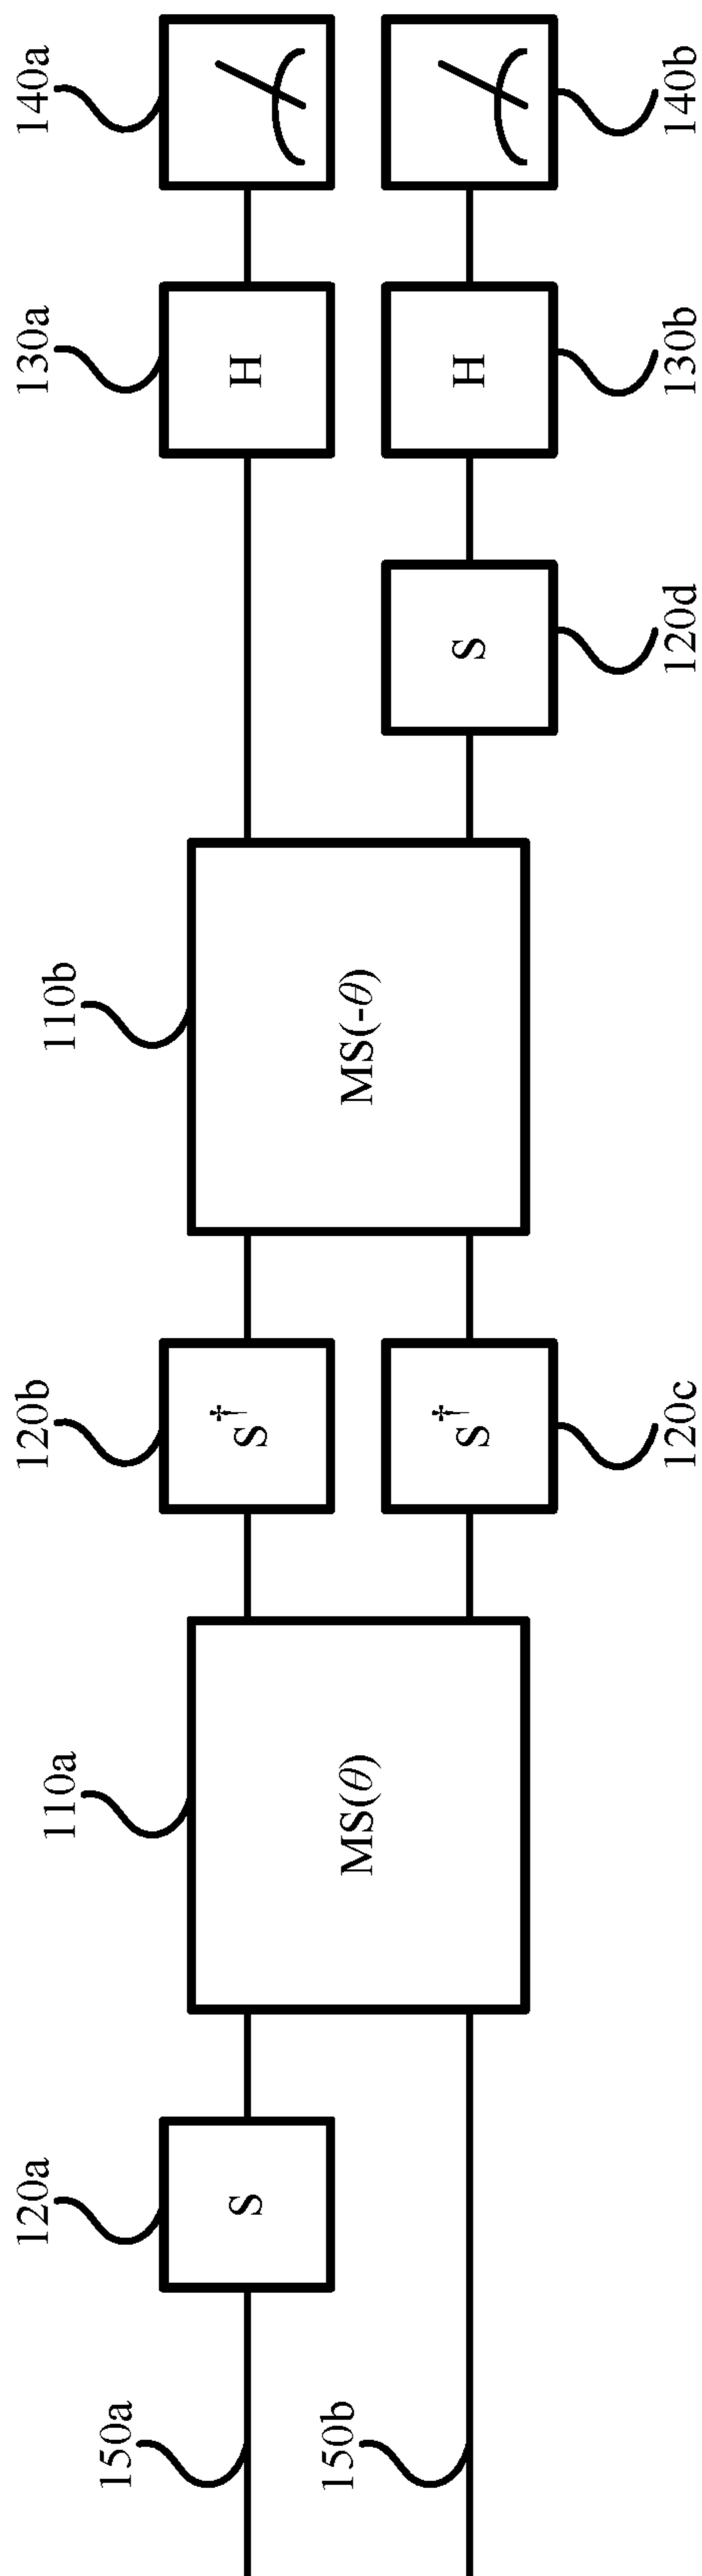 150a
150b
120a
S
110a
MS(θ)
120b
S†
S†
120c
110b
MS(-θ)
S
120d
130a
H
H
130b
140a
140b